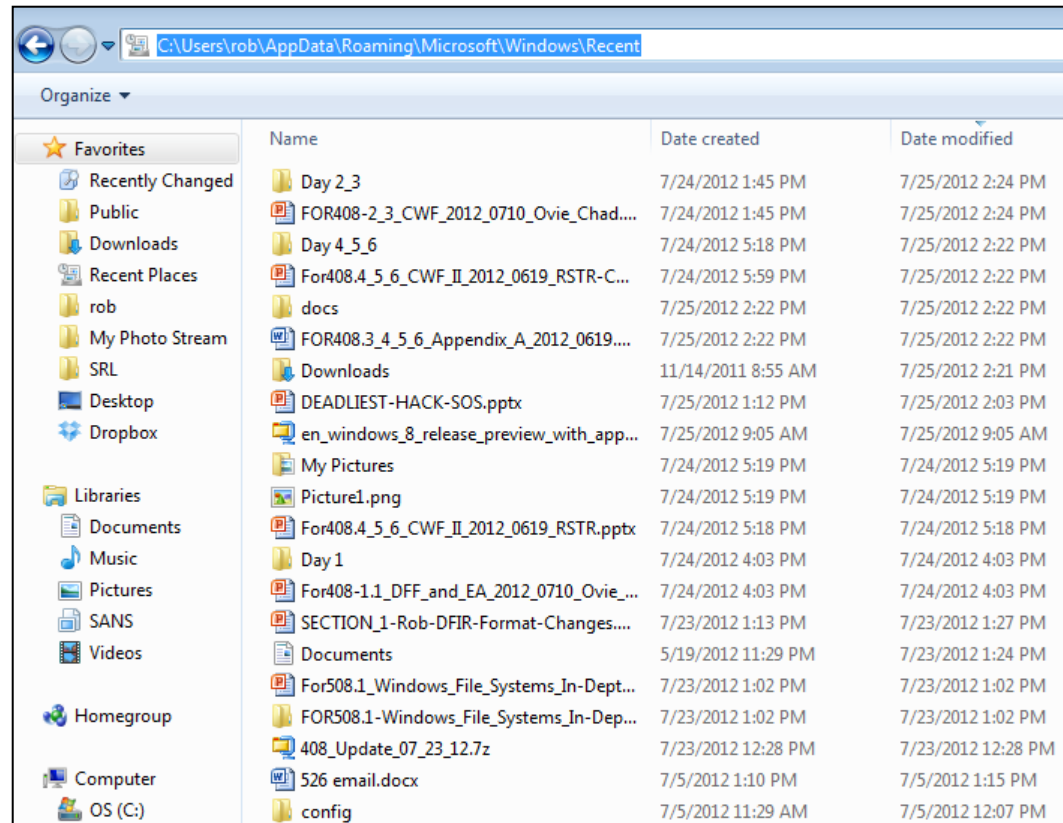 C:\Users\rob\AppData\Roaming\Microsoft\Windows\Recent
Organize
Favorites
Recently Changed
Public
Downloads
Recent Places
rob
My Photo Stream
SRL
Desktop
Dropbox
Libraries
Documents
Music
Pictures
SANS
Videos
Homegroup
Computer
OS (C:)
Name Date created Date modified
Day 2_3 7/24/2012 1:45 PM 7/25/2012 2:24 PM
FOR408-2_3_CWF_2012_0710_Ovie_Chad.... 7/24/2012 1:45 PM 7/25/2012 2:24 PM
Day 4_5_6 7/24/2012 5:18 PM 7/25/2012 2:22 PM
For408.4_5_6_CWF_II_2012_0619_RSTR-C... 7/24/2012 5:59 PM 7/25/2012 2:22 PM
docs 7/25/2012 2:22 PM 7/25/2012 2:22 PM
FOR408.3_4_5_6_Appendix_A_2012_0619.... 7/25/2012 2:22 PM 7/25/2012 2:22 PM
Downloads 11/14/2011 8:55 AM 7/25/2012 2:21 PM
DEADLIEST-HACK-SOS.pptx 7/25/2012 1:12 PM 7/25/2012 2:03 PM
en_windows_8_release_preview_with_app... 7/25/2012 9:05 AM 7/25/2012 9:05 AM
My Pictures 7/24/2012 5:19 PM 7/24/2012 5:19 PM
Picture1.png 7/24/2012 5:19 PM 7/24/2012 5:19 PM
For408.4_5_6_CWF_II_2012_0619_RSTR.pptx 7/24/2012 5:18 PM 7/24/2012 5:18 PM
Day 1 7/24/2012 4:03 PM 7/24/2012 4:03 PM
For408-1.1_DFF_and_EA_2012_0710_Ovie_... 7/24/2012 4:03 PM 7/24/2012 4:03 PM
SECTION_1-Rob-DFIR-Format-Changes.... 7/23/2012 1:13 PM 7/23/2012 1:27 PM
Documents 5/19/2012 11:29 PM 7/23/2012 1:24 PM
For508.1_Windows_File_Systems_In-Dept... 7/23/2012 1:02 PM 7/23/2012 1:02 PM
FOR508.1-Windows_File_Systems_In-Dep... 7/23/2012 1:02 PM 7/23/2012 1:02 PM
408_Update_07_23_12.7z 7/23/2012 12:28 PM 7/23/2012 12:28 PM
526 email.docx 7/5/2012 1:10 PM 7/5/2012 1:15 PM
config 7/5/2012 11:29 AM 7/5/2012 12:07 PM